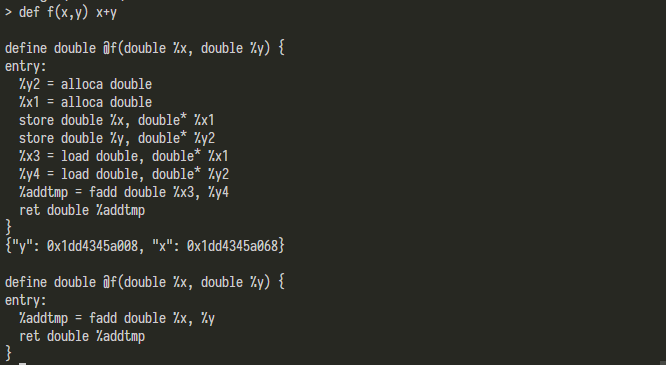 > def f(x,y) x+y
define double @f(double %x, double %y) {
entry:
  %y2 = alloca double
  %x1 = alloca double
  store double %x, double* %x1
  store double %y, double* %y2
  %x3 = load double, double* %x1
  %y4 = load double, double* %y2
  %addtmp = fadd double %x3, %y4
  ret double %addtmp
}
{"y": 0x1dd4345a008, "x": 0x1dd4345a068}
define double @f(double %x, double %y) {
entry:
  %addtmp = fadd double %x, %y
  ret double %addtmp
}